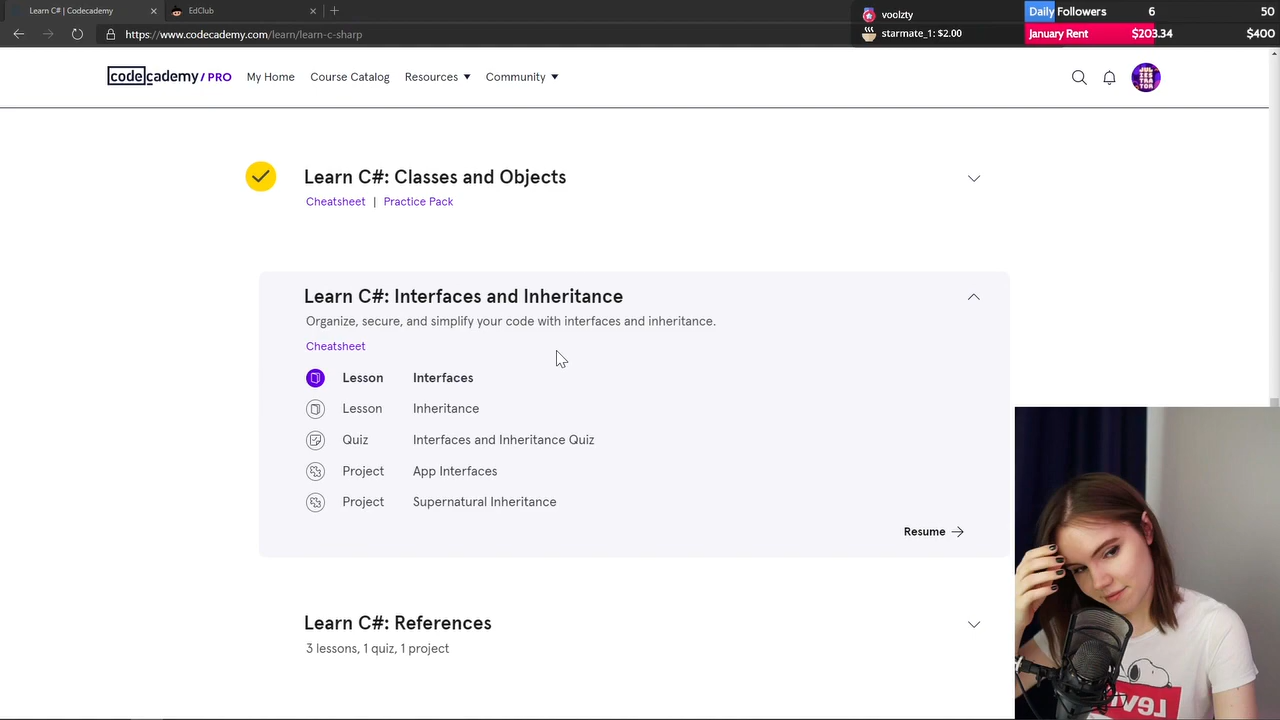 Learn C# | Codecademy
EdClub
https://www.codecademy.com/learn/learn-c-sharp
voolzty
starmate_1: $2.00
Daily Followers 6 50
January Rent $203.34 $400
codecademy / PRO
My Home
Course Catalog
Resources
Community
JUL
IES
TRA
TOR
Learn C#: Classes and Objects
Cheatsheet | Practice Pack
Learn C#: Interfaces and Inheritance
Organize, secure, and simplify your code with interfaces and inheritance.
Cheatsheet
Lesson Interfaces
Lesson Inheritance
Quiz Interfaces and Inheritance Quiz
Project App Interfaces
Project Supernatural Inheritance
Resume
Learn C#: References
3 lessons, 1 quiz, 1 project